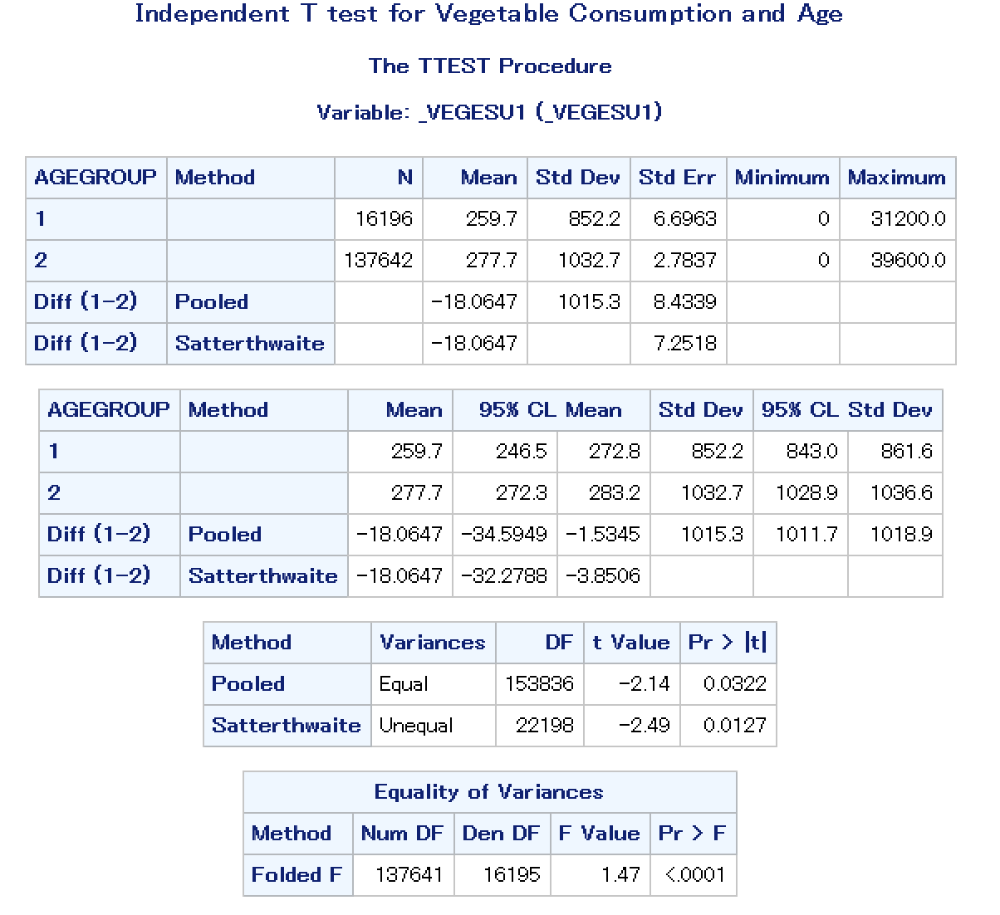 Independent T test for Vegetable Consumption and Age
The TTEST Procedure
Variable: _VEGESU1 (_VEGESU1)
AGEGROUP Method N Mean Std Dev Std Err Minimum Maximum
1 16196 259.7 852.2 6.6963 0 31200.0
2 137642 277.7 1032.7 2.7837 0 39600.0
Diff (1-2) Pooled -18.0647 1015.3 8.4339
Diff (1-2) Satterthwaite -18.0647 7.2518
AGEGROUP Method Mean 95% CL Mean Std Dev 95% CL Std Dev
1 259.7 246.5 272.8 852.2 843.0 861.6
2 277.7 272.3 283.2 1032.7 1028.9 1036.6
Diff (1-2) Pooled -18.0647 -34.5949 -1.5345 1015.3 1011.7 1018.9
Diff (1-2) Satterthwaite -18.0647 -32.2788 -3.8506
Method Variances DF t Value Pr > |t|
Pooled Equal 153836 -2.14 0.0322
Satterthwaite Unequal 22198 -2.49 0.0127
Equality of Variances
Method Num DF Den DF F Value Pr > F
Folded F 137641 16195 1.47 <.0001